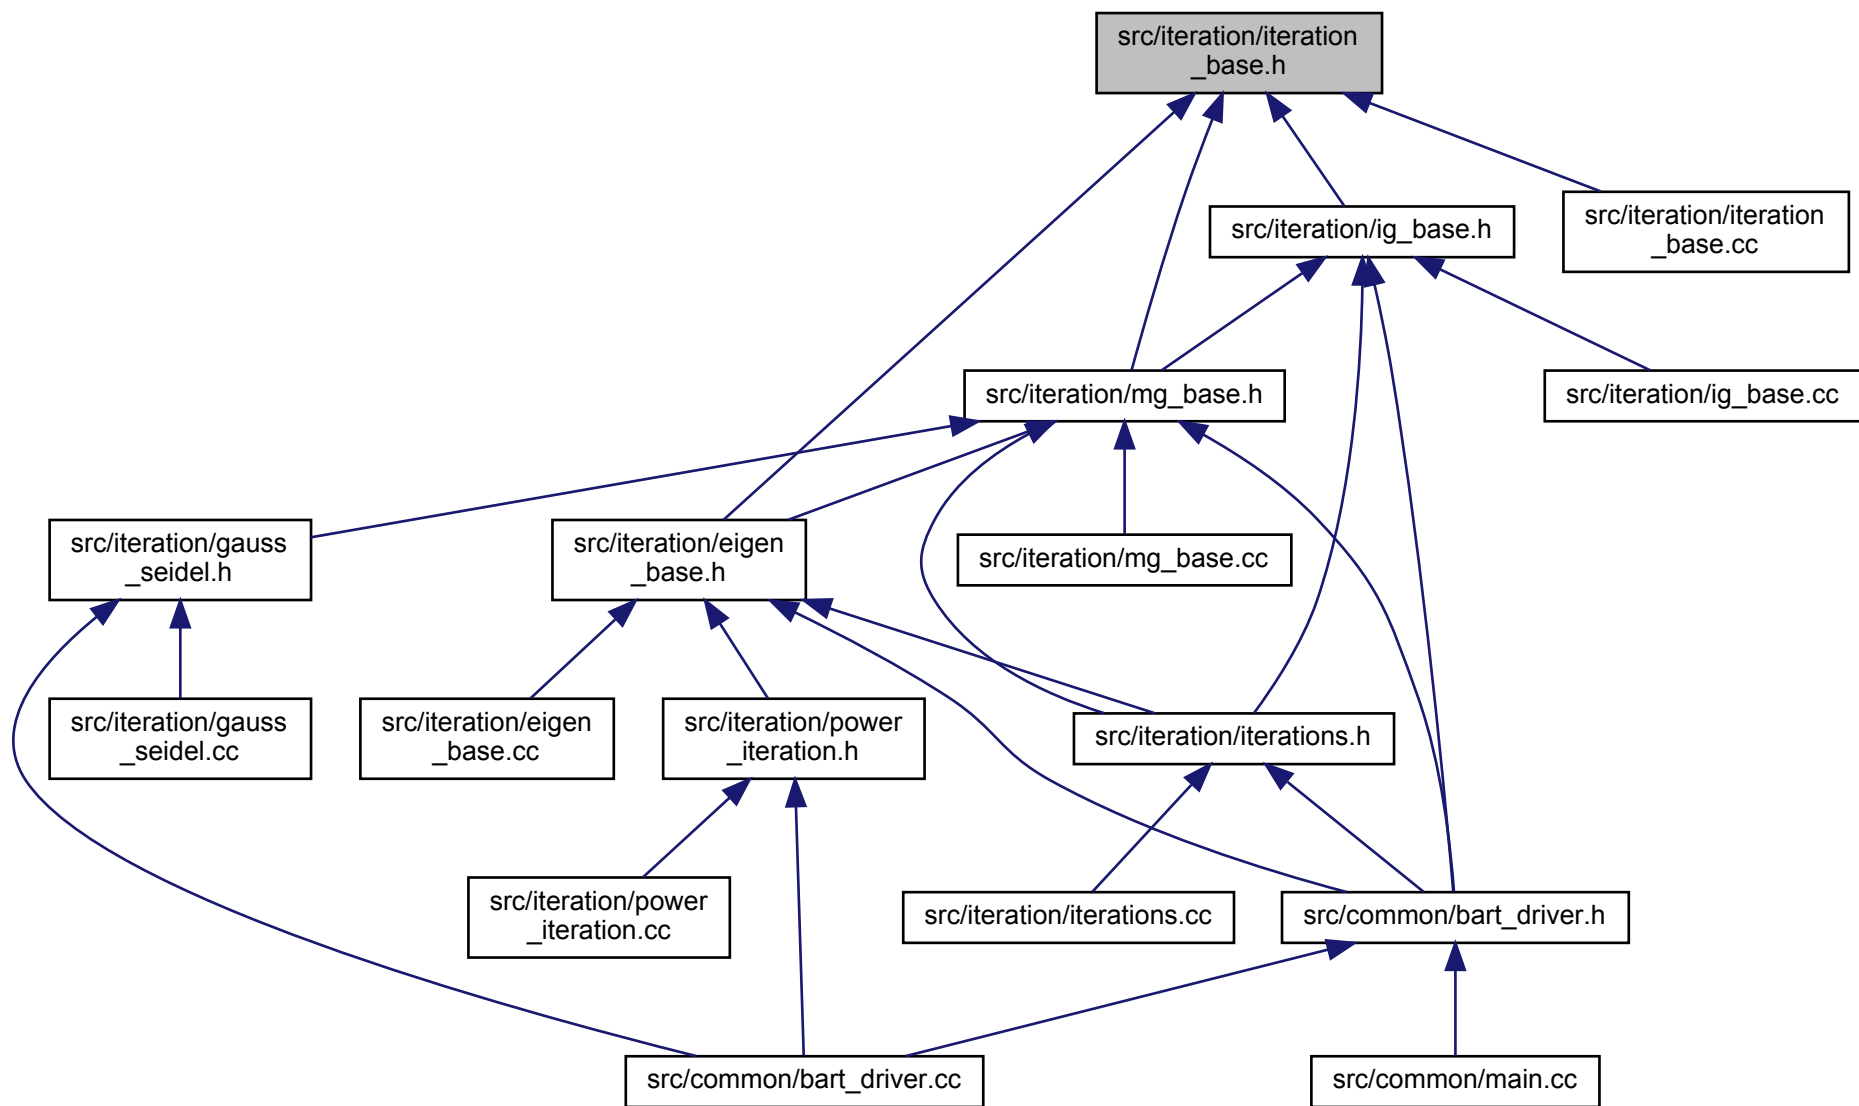 src/iteration/iteration
_base.h
src/iteration/ig_base.h
src/iteration/iteration
_base.cc
src/iteration/mg_base.h
src/iteration/ig_base.cc
src/iteration/gauss
_seidel.h
src/iteration/eigen
_base.h
src/iteration/mg_base.cc
src/iteration/gauss
_seidel.cc
src/iteration/eigen
_base.cc
src/iteration/power
_iteration.h
src/iteration/iterations.h
src/iteration/power
_iteration.cc
src/iteration/iterations.cc
src/common/bart_driver.h
src/common/bart_driver.cc
src/common/main.cc